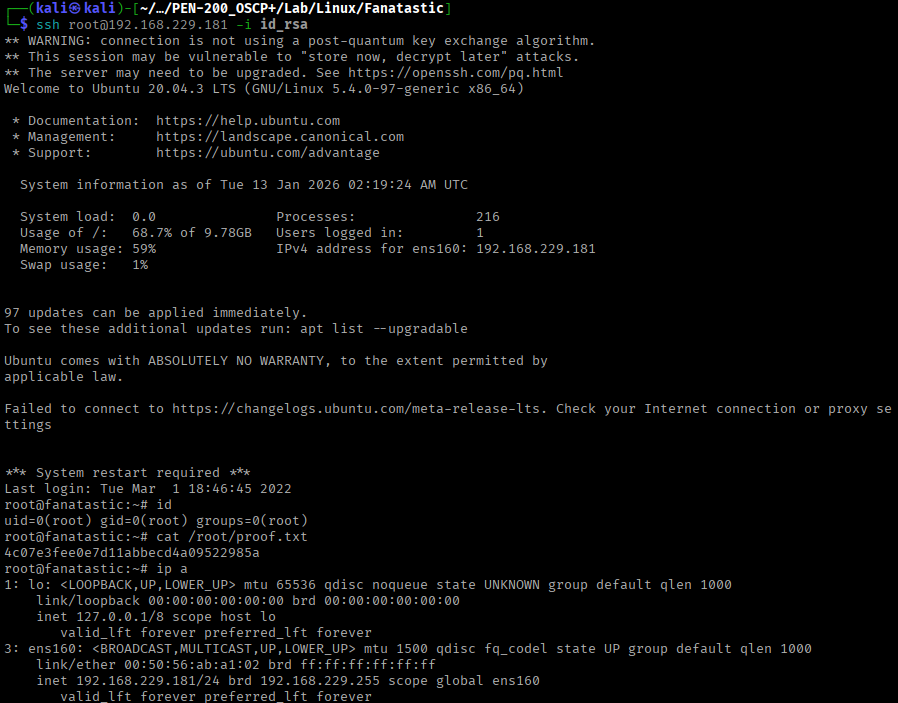 ┌──(kali㉿kali)-[~/…/PEN-200_OSCP+/Lab/Linux/Fanatastic]
└─$ ssh root@192.168.229.181 -i id_rsa
** WARNING: connection is not using a post-quantum key exchange algorithm.
** This session may be vulnerable to "store now, decrypt later" attacks.
** The server may need to be upgraded. See https://openssh.com/pq.html
Welcome to Ubuntu 20.04.3 LTS (GNU/Linux 5.4.0-97-generic x86_64)

 * Documentation:  https://help.ubuntu.com
 * Management:     https://landscape.canonical.com
 * Support:        https://ubuntu.com/advantage

  System information as of Tue 13 Jan 2026 02:19:24 AM UTC

  System load:  0.0               Processes:               216
  Usage of /:   68.7% of 9.78GB   Users logged in:         1
  Memory usage: 59%               IPv4 address for ens160: 192.168.229.181
  Swap usage:   1%


97 updates can be applied immediately.
To see these additional updates run: apt list --upgradable

Ubuntu comes with ABSOLUTELY NO WARRANTY, to the extent permitted by
applicable law.

Failed to connect to https://changelogs.ubuntu.com/meta-release-lts. Check your Internet connection or proxy se
ttings


*** System restart required ***
Last login: Tue Mar  1 18:46:45 2022
root@fanatastic:~# id
uid=0(root) gid=0(root) groups=0(root)
root@fanatastic:~# cat /root/proof.txt
4c07e3fee0e7d11abbecd4a09522985a
root@fanatastic:~# ip a
1: lo: <LOOPBACK,UP,LOWER_UP> mtu 65536 qdisc noqueue state UNKNOWN group default qlen 1000
    link/loopback 00:00:00:00:00:00 brd 00:00:00:00:00:00
    inet 127.0.0.1/8 scope host lo
       valid_lft forever preferred_lft forever
3: ens160: <BROADCAST,MULTICAST,UP,LOWER_UP> mtu 1500 qdisc fq_codel state UP group default qlen 1000
    link/ether 00:50:56:ab:a1:02 brd ff:ff:ff:ff:ff:ff
    inet 192.168.229.181/24 brd 192.168.229.255 scope global ens160
       valid_lft forever preferred_lft forever